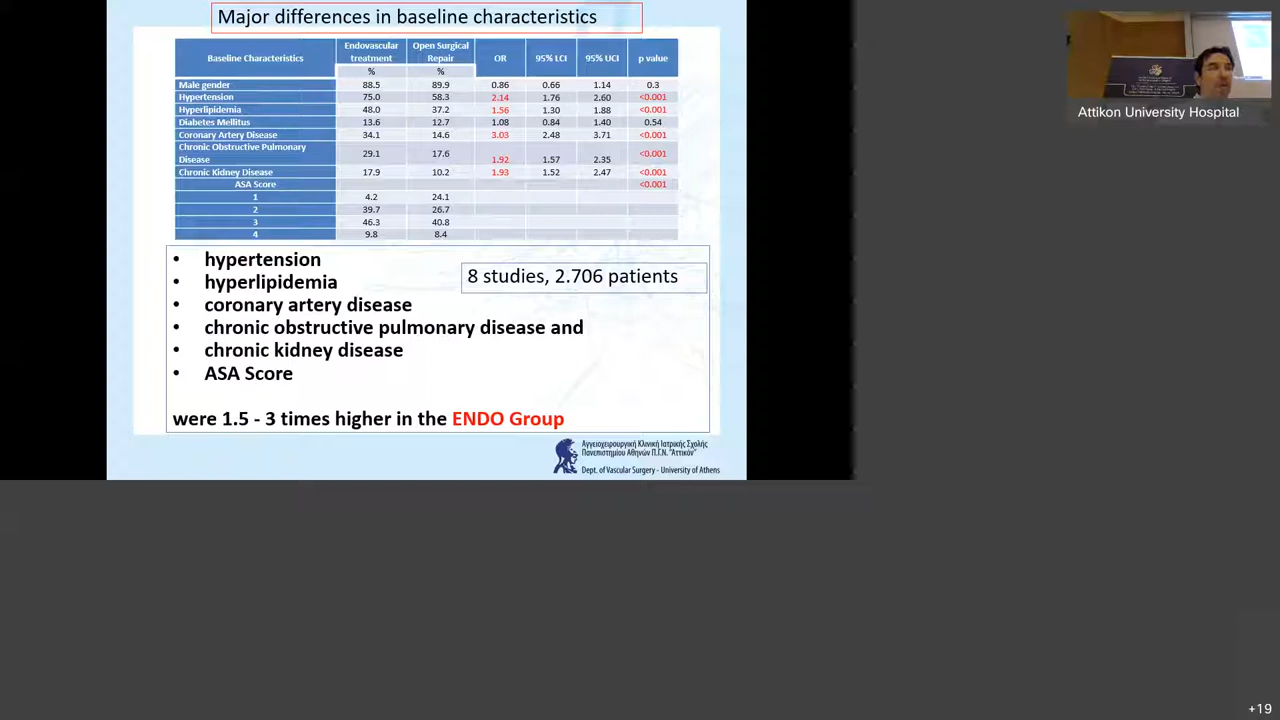 Major differences in baseline characteristics
Baseline Characteristics Endovascular treatment Open Surgical Repair OR 95% LCI 95% UCI p value
% %
Male gender 88.5 89.9 0.86 0.66 1.14 0.3
Hypertension 75.0 58.3 2.14 1.76 2.60 <0.001
Hyperlipidemia 48.0 37.2 1.56 1.30 1.88 <0.001
Diabetes Mellitus 13.6 12.7 1.08 0.84 1.40 0.54
Coronary Artery Disease 34.1 14.6 3.03 2.48 3.71 <0.001
Chronic Obstructive Pulmonary Disease 29.1 17.6 1.92 1.57 2.35 <0.001
Chronic Kidney Disease 17.9 10.2 1.93 1.52 2.47 <0.001
ASA Score <0.001
1 4.2 24.1
2 39.7 26.7
3 46.3 40.8
4 9.8 8.4
• hypertension
8 studies, 2.706 patients
• hyperlipidemia
• coronary artery disease
• chronic obstructive pulmonary disease and
• chronic kidney disease
• ASA Score
were 1.5 - 3 times higher in the ENDO Group
Αγγειοχειρουργική Κλινική Ιατρικής Σχολής
Πανεπιστημίου Αθηνών Π.Γ.Ν. "Αττικόν"
Dept. of Vascular Surgery - University of Athens
Attikon University Hospital
+19